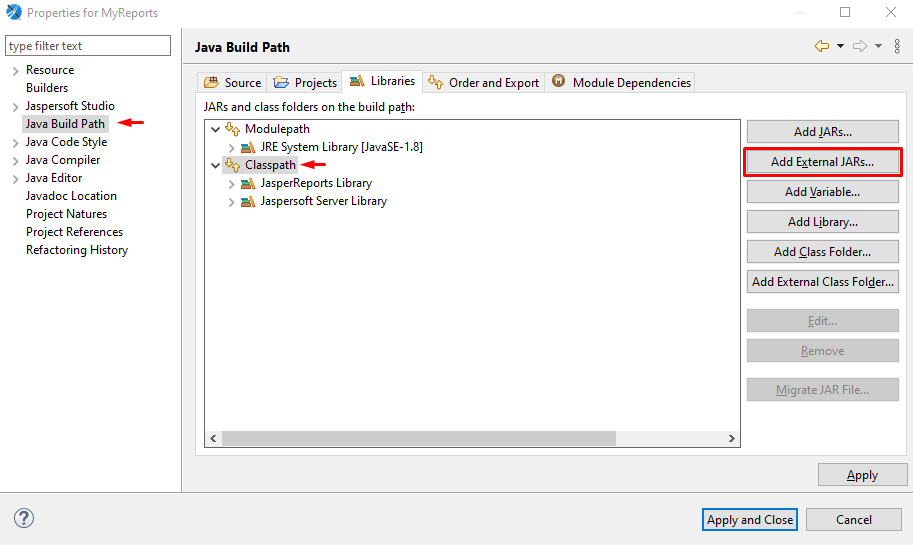 Properties for MyReports
type filter text
Resource
Builders
Jaspersoft Studio
Java Build Path
Java Code Style
Java Compiler
Java Editor
Javadoc Location
Project Natures
Project References
Refactoring History
Java Build Path
Source Projects Libraries Order and Export M Module Dependencies
JARs and class folders on the build path:
Modulepath
JRE System Library [JavaSE-1.8]
Classpath
JasperReports Library
Jaspersoft Server Library
Add JARs...
Add External JARs...
Add Variable...
Add Library...
Add Class Folder...
Add External Class Folder...
Edit...
Remove
Migrate JAR File...
Apply
?
Apply and Close Cancel